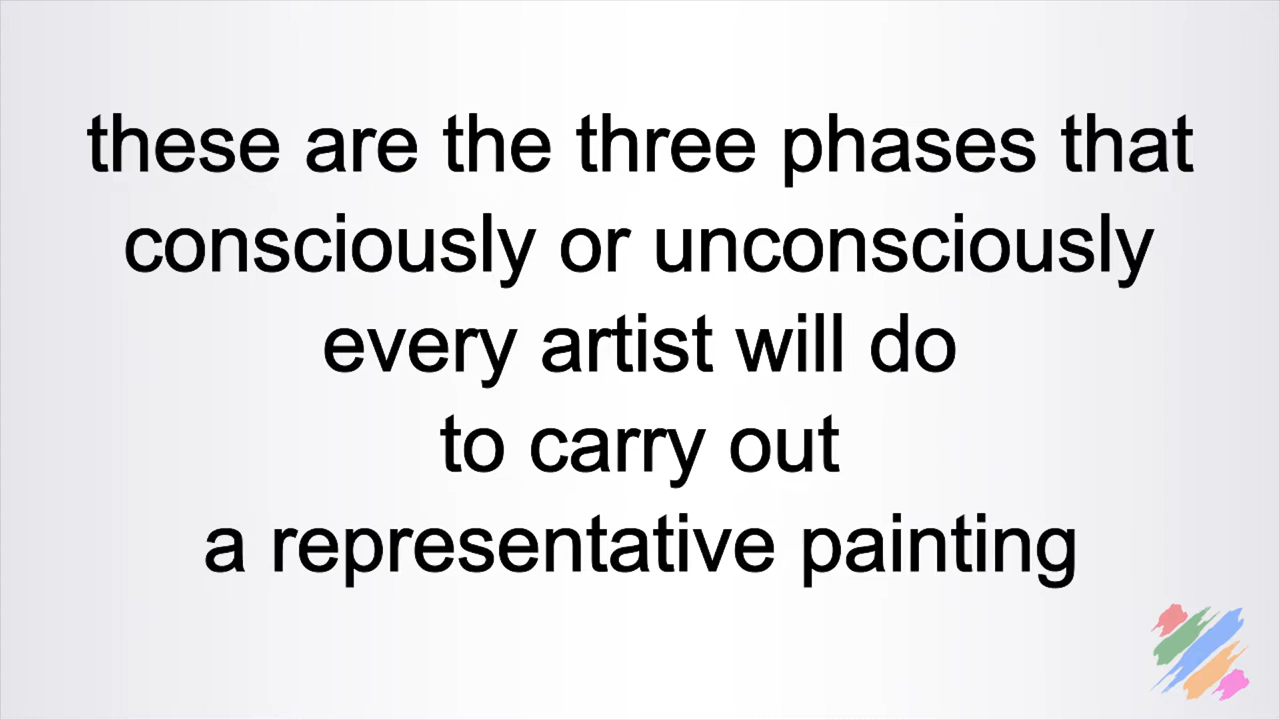 these are the three phases that
consciously or unconsciously
every artist will do
to carry out
a representative painting